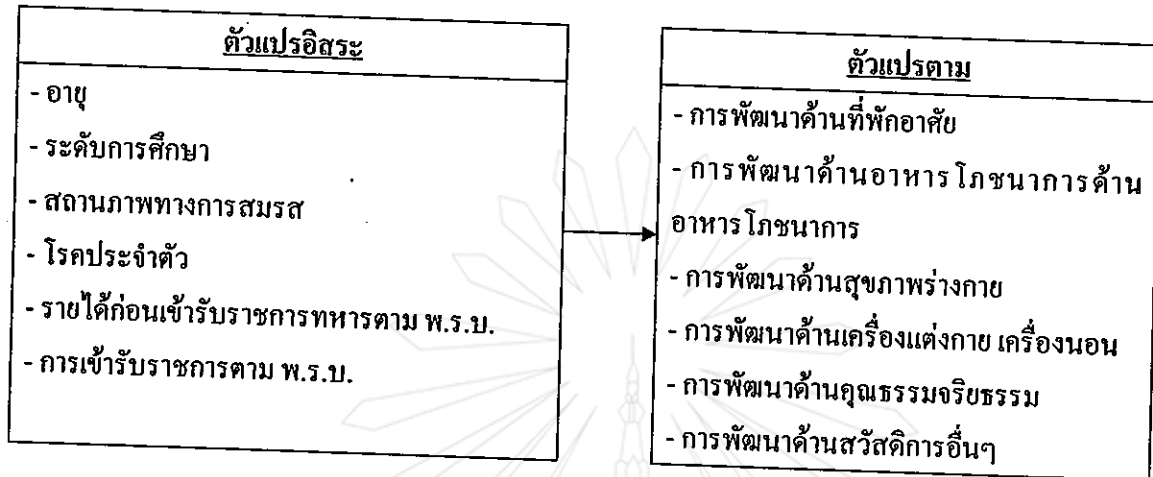 ตัวแปรอิสระ
- อายุ
- ระดับการศึกษา
- สถานภาพทางการสมรส
- โรคประจำตัว
- รายได้ก่อนเข้ารับราชการทหารตาม พ.ร.บ.
- การเข้ารับราชการตาม พ.ร.บ.
ตัวแปรตาม
- การพัฒนาด้านที่พักอาศัย
- การพัฒนาด้านอาหารโภชนาการด้าน
อาหารโภชนาการ
- การพัฒนาด้านสุขภาพร่างกาย
- การพัฒนาด้านเครื่องแต่งกาย เครื่องนอน
- การพัฒนาด้านคุณธรรมจริยธรรม
- การพัฒนาด้านสวัสดิการอื่นๆ